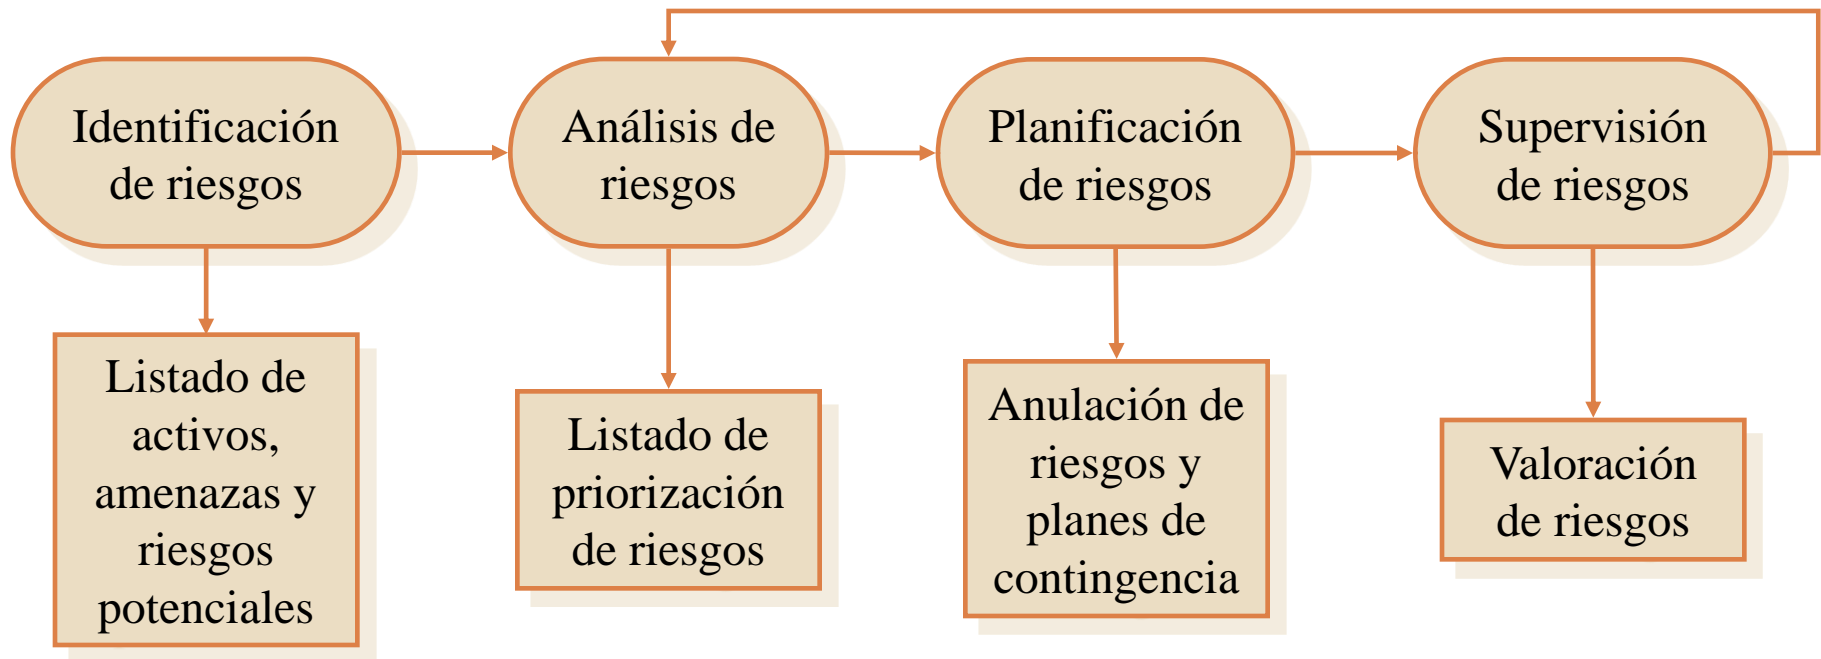 Identificación
de riesgos
Análisis de
riesgos
Planificación
de riesgos
Supervisión
de riesgos
Listado de
activos,
amenazas y
riesgos
potenciales
Listado de
priorización
de riesgos
Anulación de
riesgos y
planes de
contingencia
Valoración
de riesgos